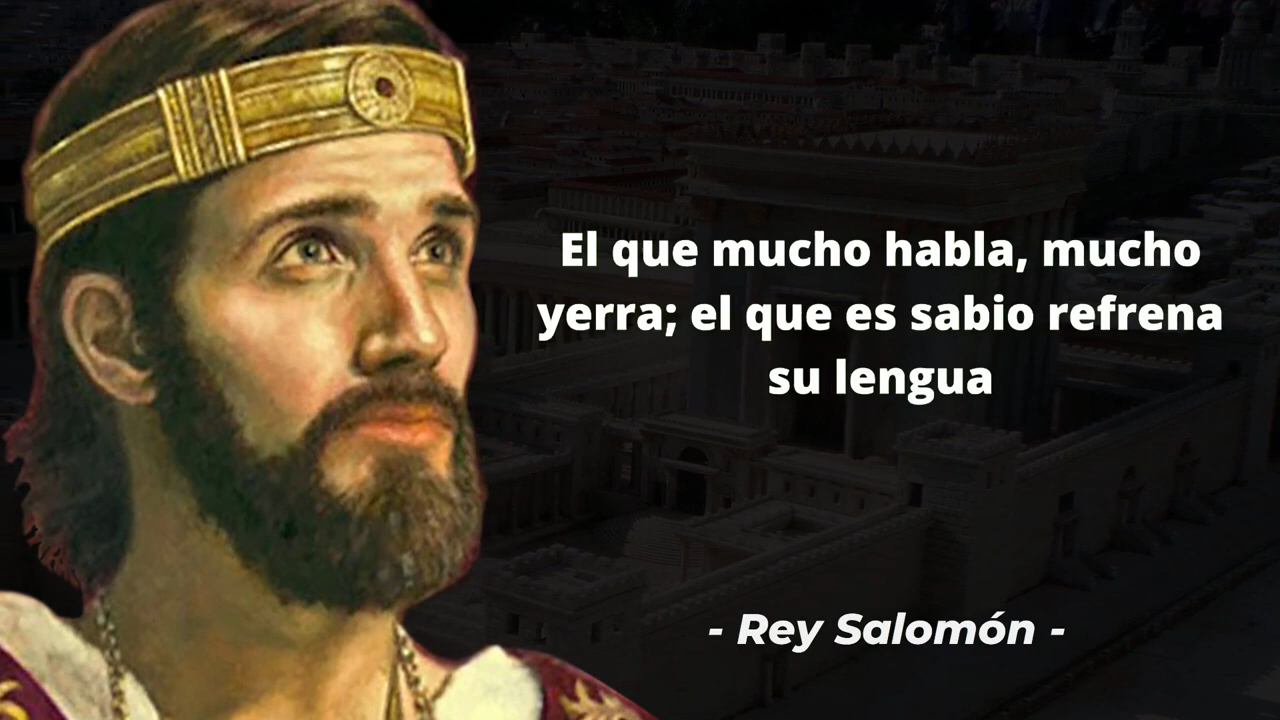 El que mucho habla, mucho
yerra; el que es sabio refrena
su lengua
- Rey Salomón -